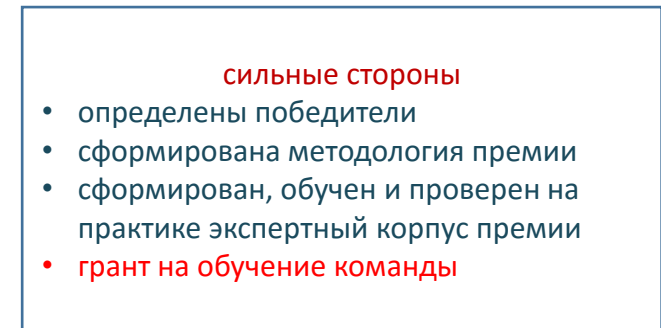 сильные стороны
• определены победители
• сформирована методология премии
• сформирован, обучен и проверен на
практике экспертный корпус премии
• грант на обучение команды